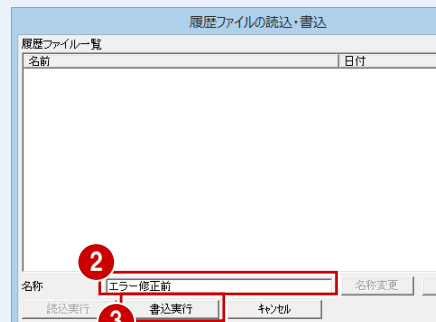 履歴ファイルの読込・書込
履歴ファイル一覧
名前 日付
2
名称 エラー修正前 名称変更
読込実行 3 書込実行 キャンセル